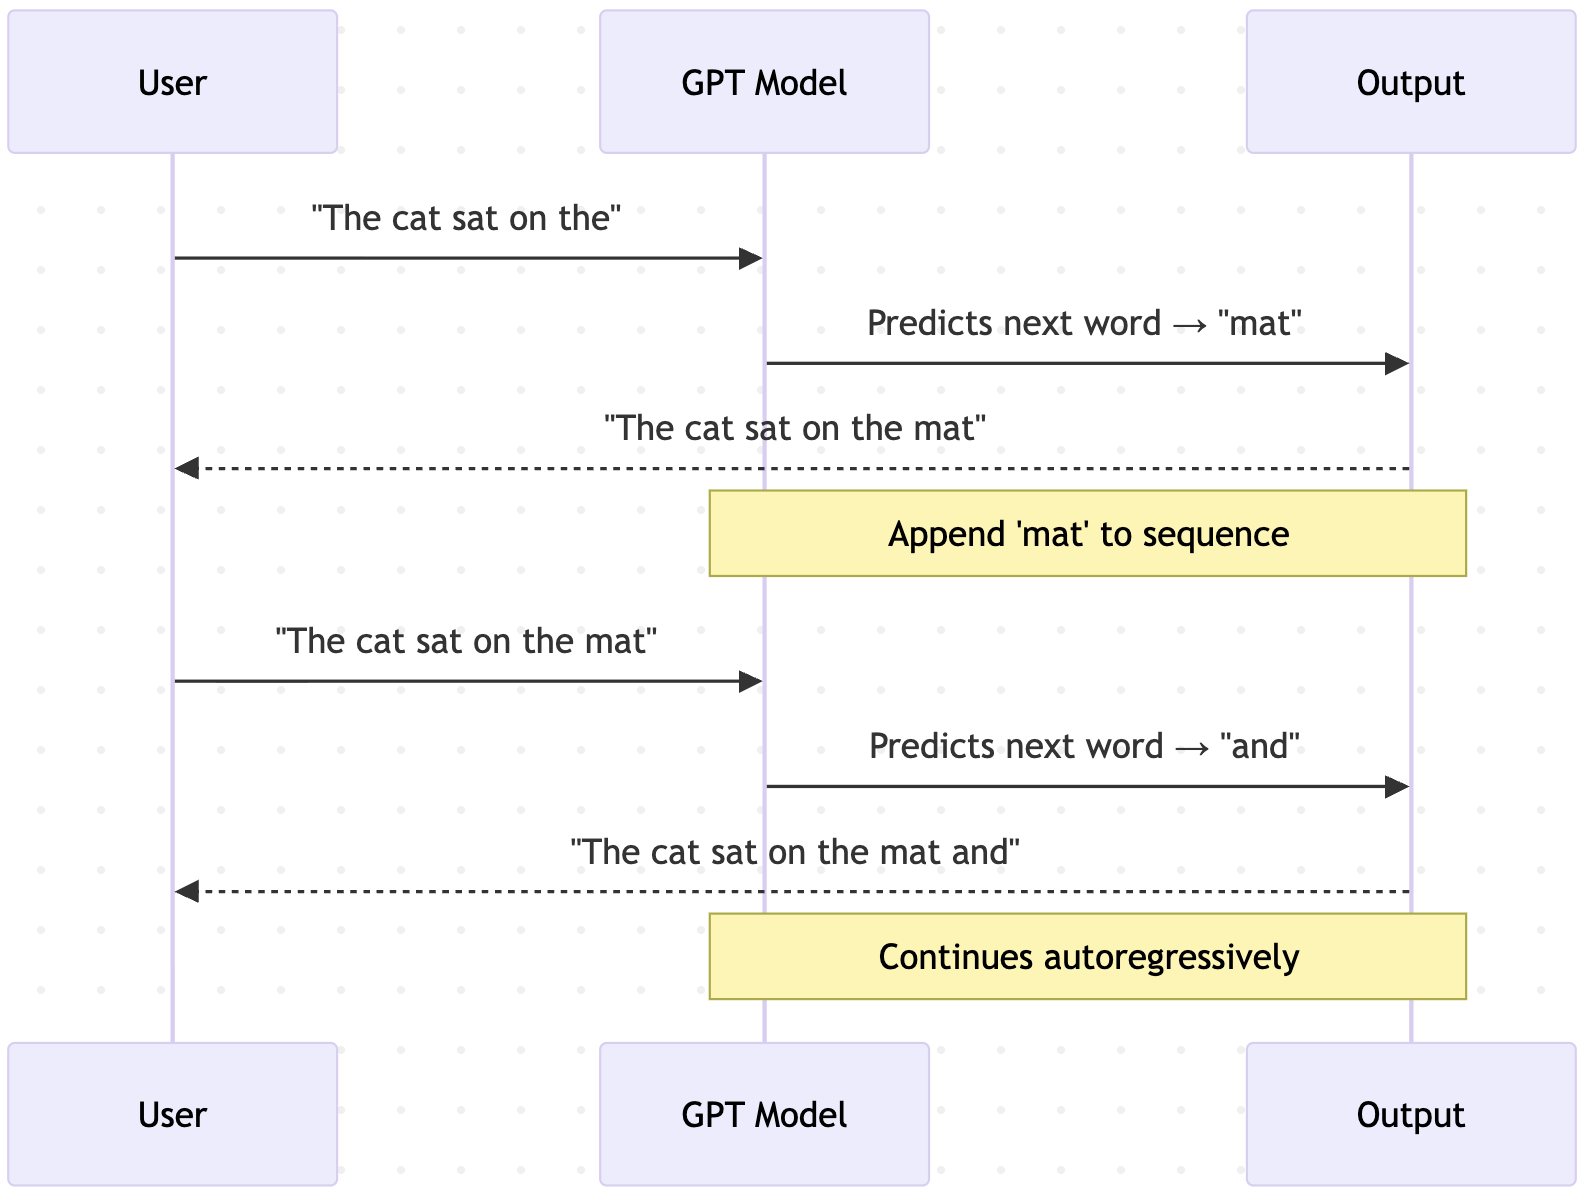 User
GPT Model
Output
"The cat sat on the"
Predicts next word → "mat"
"The cat sat on the mat"
Append 'mat' to sequence
"The cat sat on the mat"
Predicts next word → "and"
"The cat sat on the mat and"
Continues autoregressively
User
GPT Model
Output